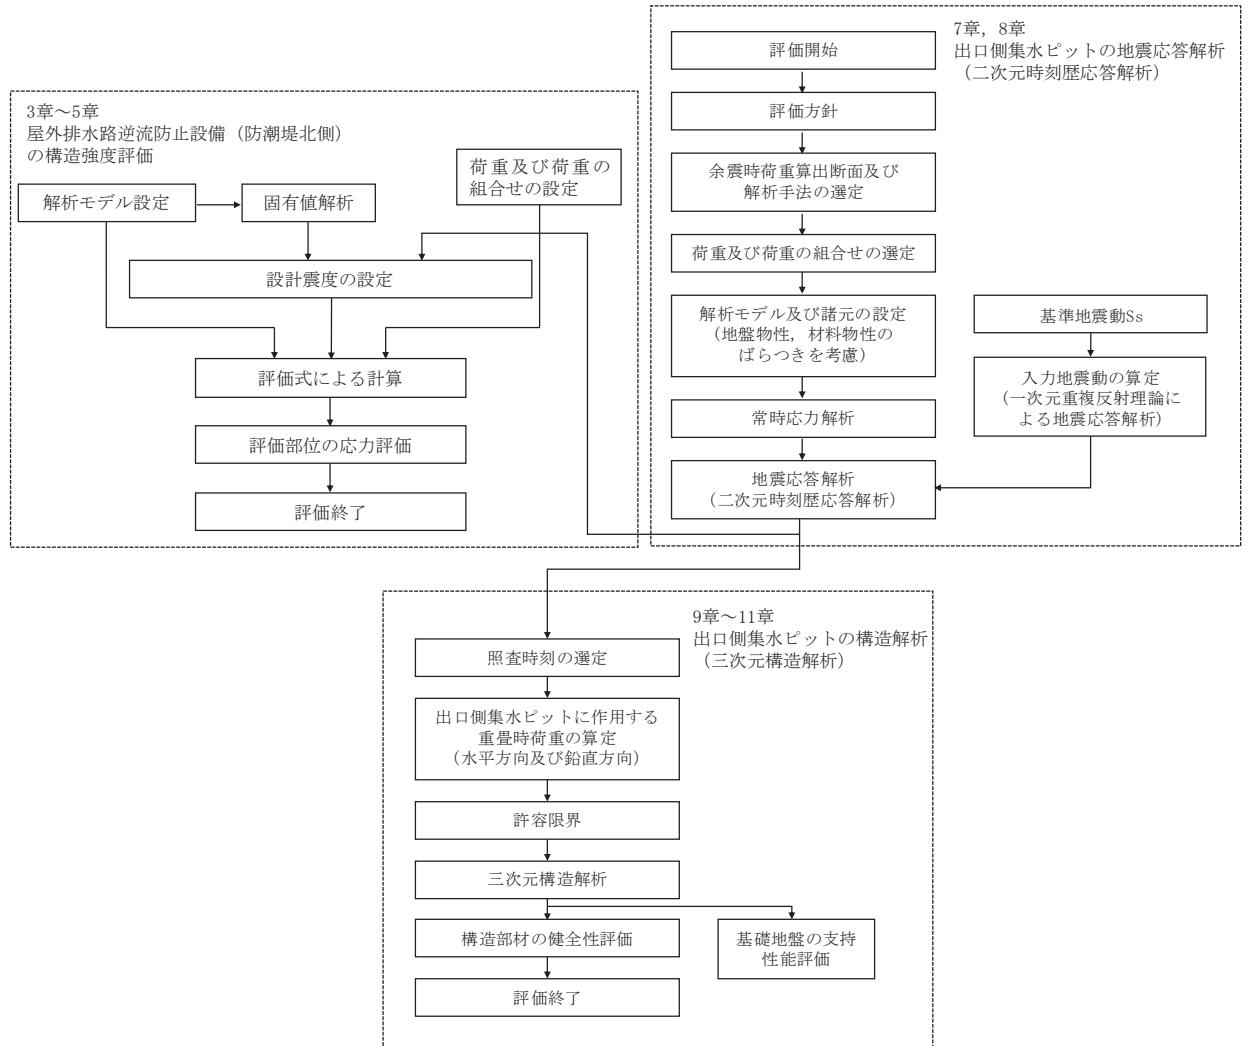 3章～5章
屋外排水路逆流防止設備（防潮堤北側）
の構造強度評価
荷重及び荷重の
組合せの設定
解析モデル設定
固有値解析
設計震度の設定
評価式による計算
評価部位の応力評価
評価終了
7章，8章
出口側集水ピットの地震応答解析
（二次元時刻歴応答解析）
評価開始
評価方針
余震時荷重算出断面及び
解析手法の選定
荷重及び荷重の組合せの選定
解析モデル及び諸元の設定
（地盤物性，材料物性の
ばらつきを考慮）
常時応力解析
地震応答解析
（二次元時刻歴応答解析）
基準地震動Ss
入力地震動の算定
（一次元重複反射理論に
よる地震応答解析）
9章～11章
出口側集水ピットの構造解析
（三次元構造解析）
照査時刻の選定
出口側集水ピットに作用する
重畳時荷重の算定
（水平方向及び鉛直方向）
許容限界
三次元構造解析
構造部材の健全性評価
基礎地盤の支持
性能評価
評価終了